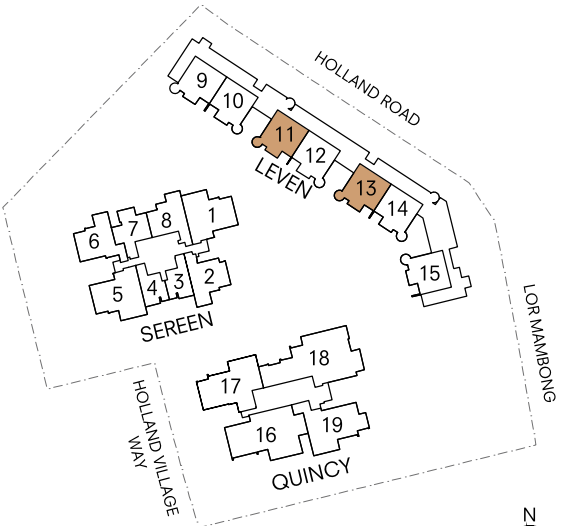 HOLLAND ROAD
9
10
11
12
LEVEN
13
14
15
LOR MAMBONG
1
8
7
6
5
4
3
2
SEREEN
18
17
16
19
QUINCY
HOLLAND VILLAGE
WAY
N